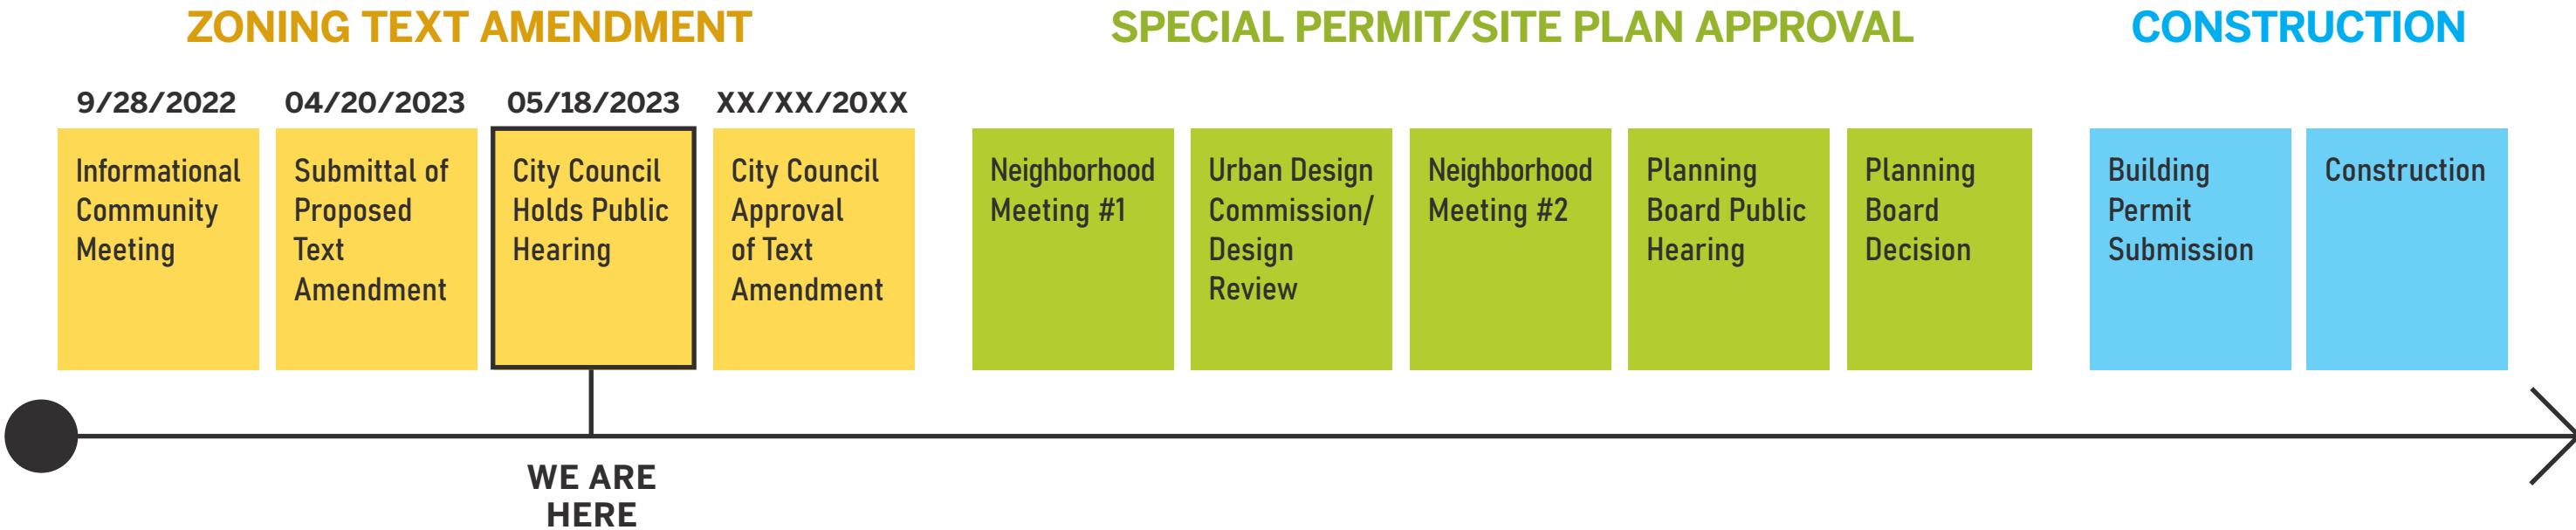 ZONING TEXT AMENDMENT
SPECIAL PERMIT/SITE PLAN APPROVAL
CONSTRUCTION
9/28/2022
04/20/2023
05/18/2023
XX/XX/20XX
Informational
Community
Meeting
Submittal of
Proposed
Text
Amendment
City Council
Holds Public
Hearing
City Council
Approval
of Text
Amendment
Neighborhood
Meeting #1
Urban Design
Commission/
Design
Review
Neighborhood
Meeting #2
Planning
Board Public
Hearing
Planning
Board
Decision
Building
Permit
Submission
Construction
WE ARE
HERE